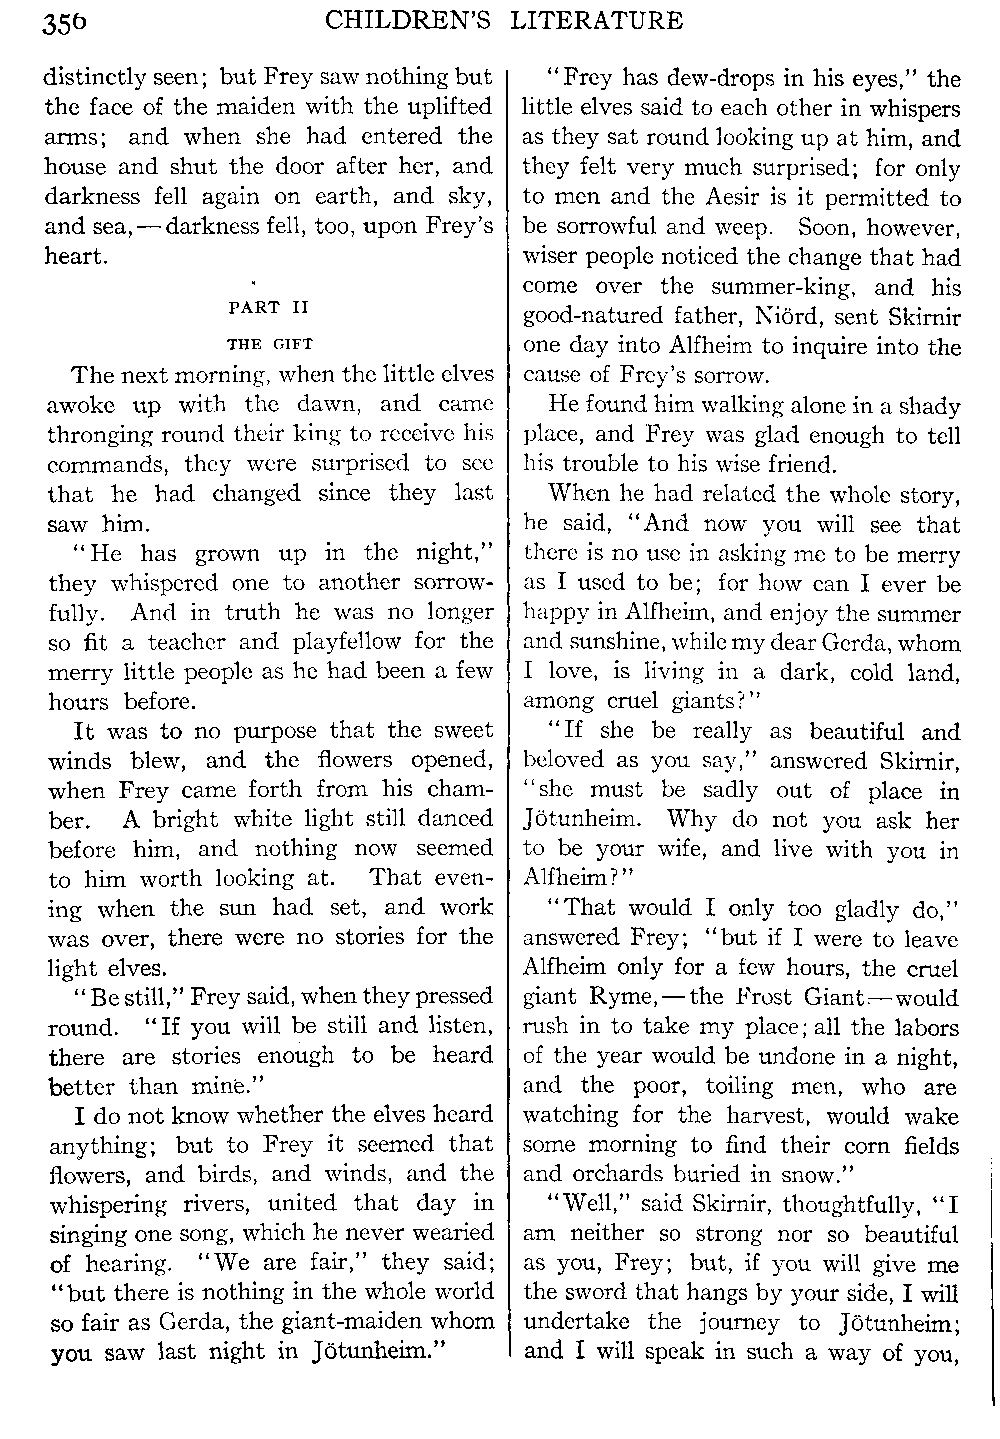 356
CHILDREN'S LITERATURE
distinctly seen; but Frey saw nothing but
the face of the maiden with the uplifted
arms; and when she had entered the
house and shut the door after her, and
darkness fell again on earth, and sky,
and sea,—darkness fell, too, upon Frey's
heart.
PART II
THE GIFT
The next morning, when the little elves
awoke up with the dawn, and came
thronging round their king to receive his
commands, they were surprised to see
that he had changed since they last
saw him.
"He has grown up in the night,"
they whispered one to another sorrow-
fully. And in truth he was no longer
so fit a teacher and playfellow for the
merry little people as he had been a few
hours before.
It was to no purpose that the sweet
winds blew, and the flowers opened,
when Frey came forth from his cham-
ber. A bright white light still danced
before him, and nothing now seemed
to him worth looking at. That even-
ing when the sun had set, and work
was over, there were no stories for the
light elves.
"Be still," Frey said, when they pressed
round. "If you will be still and listen,
there are stories enough to be heard
better than mine."
I do not know whether the elves heard
anything; but to Frey it seemed that
flowers, and birds, and winds, and the
whispering rivers, united that day in
singing one song, which he never wearied
of hearing. "We are fair," they said;
"but there is nothing in the whole world
so fair as Gerda, the giant-maiden whom
you saw last night in Jötunheim."
"Frey has dew-drops in his eyes," the
little elves said to each other in whispers
as they sat round looking up at him, and
they felt very much surprised; for only
to men and the Aesir is it permitted to
be sorrowful and weep. Soon, however,
wiser people noticed the change that had
come over the summer-king, and his
good-natured father, Niörd, sent Skirnir
one day into Alfheim to inquire into the
cause of Frey's sorrow.
He found him walking alone in a shady
place, and Frey was glad enough to tell
his trouble to his wise friend.
When he had related the whole story,
he said, "And now you will see that
there is no use in asking me to be merry
as I used to be; for how can I ever be
happy in Alfheim, and enjoy the summer
and sunshine, while my dear Gerda, whom
I love, is living in a dark, cold land,
among cruel giants?"
"If she be really as beautiful and
beloved as you say," answered Skirnir,
"she must be sadly out of place in
Jötunheim. Why do not you ask her
to be your wife, and live with you in
Alfheim?"
"That would I only too gladly do,"
answered Frey; "but if I were to leave
Alfheim only for a few hours, the cruel
giant Ryme,—the Frost Giant—would
rush in to take my place; all the labors
of the year would be undone in a night,
and the poor, toiling men, who are
watching for the harvest, would wake
some morning to find their corn fields
and orchards buried in snow."
"Well," said Skirnir, thoughtfully, "I
am neither so strong nor so beautiful
as you, Frey; but, if you will give me
the sword that hangs by your side, I will
undertake the journey to Jötunheim;
and I will speak in such a way of you,